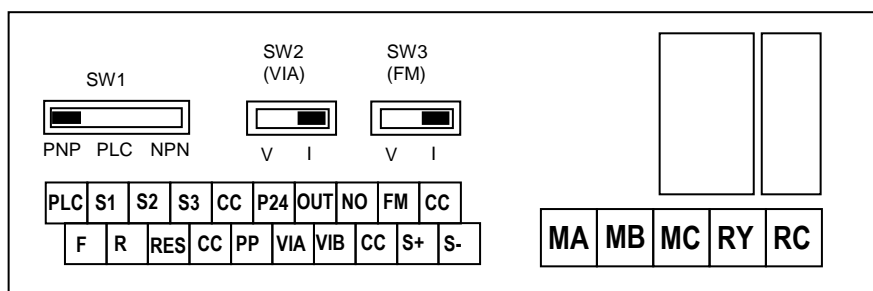 SW1
SW2
(VIA)
SW3
(FM)
PNP PLC NPN
V I
V I
PLC S1 S2 S3 CC P24 OUT NO FM CC
F R RES CC PP VIA VIB CC S+ S-
MA MB MC RY RC